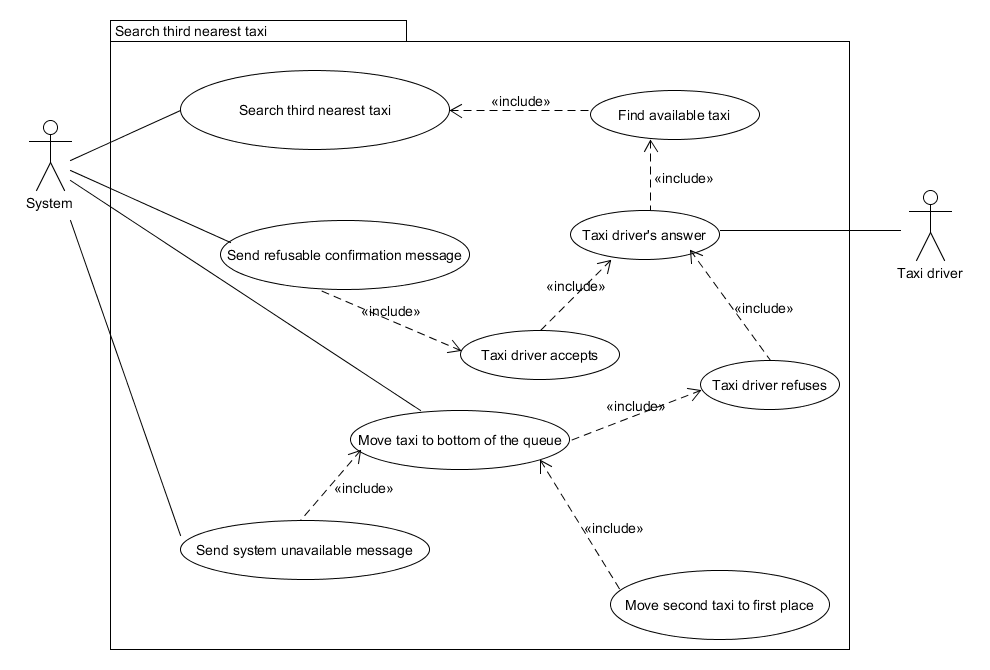 Search third nearest taxi
Search third nearest taxi
«include»
Find available taxi
«include»
System
Taxi driver's answer
Send refusable confirmation message
Taxi driver
«include»
«include»
«include»
Taxi driver accepts
Taxi driver refuses
«include»
Move taxi to bottom of the queue
«include»
«include»
Send system unavailable message
Move second taxi to first place